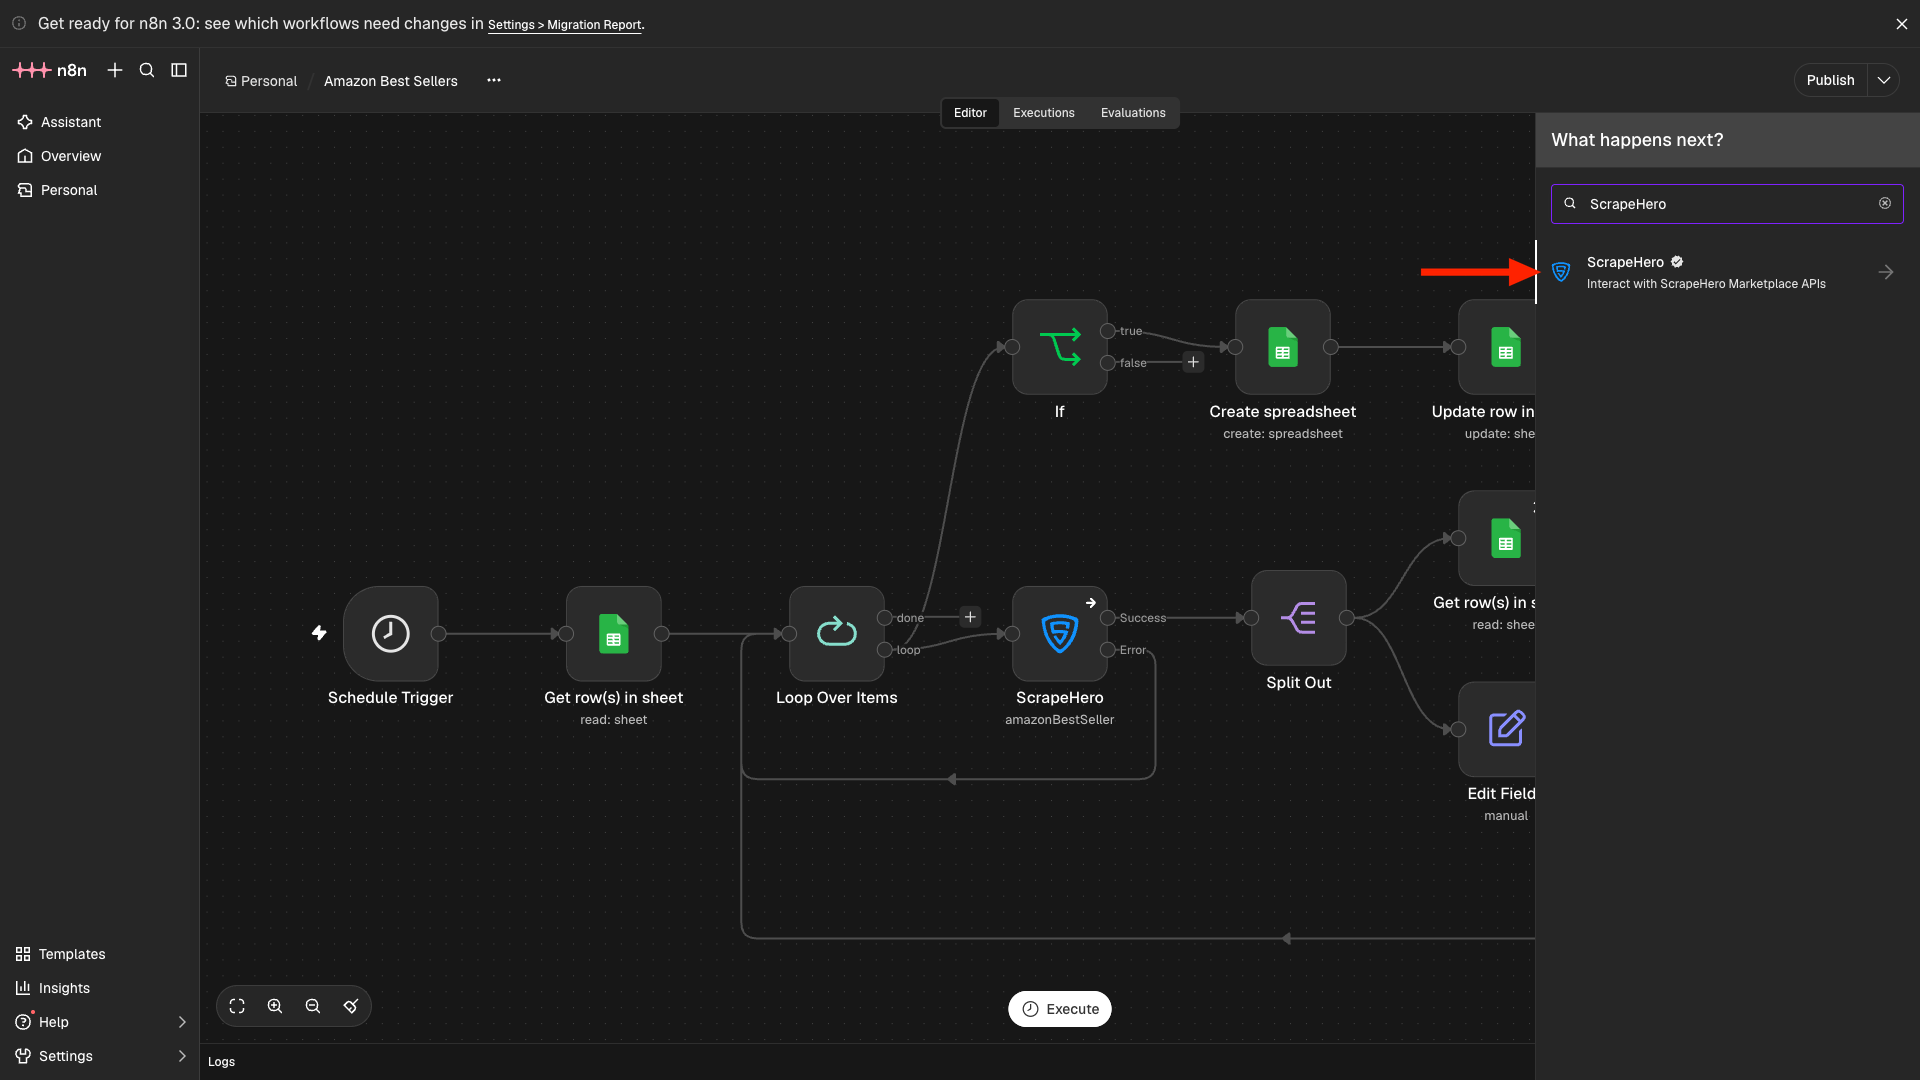 Get ready for n8n 3.0: see which workflows need changes in Settings > Migration Report.
n8n
Assistant
Overview
Personal
Templates
Insights
Help
Settings
Personal / Amazon Best Sellers
Publish
Editor
Executions
Evaluations
If
true
false
Create spreadsheet
create: spreadsheet
Update row in
update: she
Schedule Trigger
Get row(s) in sheet
read: sheet
Loop Over Items
done
loop
ScrapeHero
amazonBestSeller
Success
Error
Split Out
Get row(s) in s
read: shee
Edit Field
manual
Execute
Logs
What happens next?
ScrapeHero
ScrapeHero
Interact with ScrapeHero Marketplace APIs